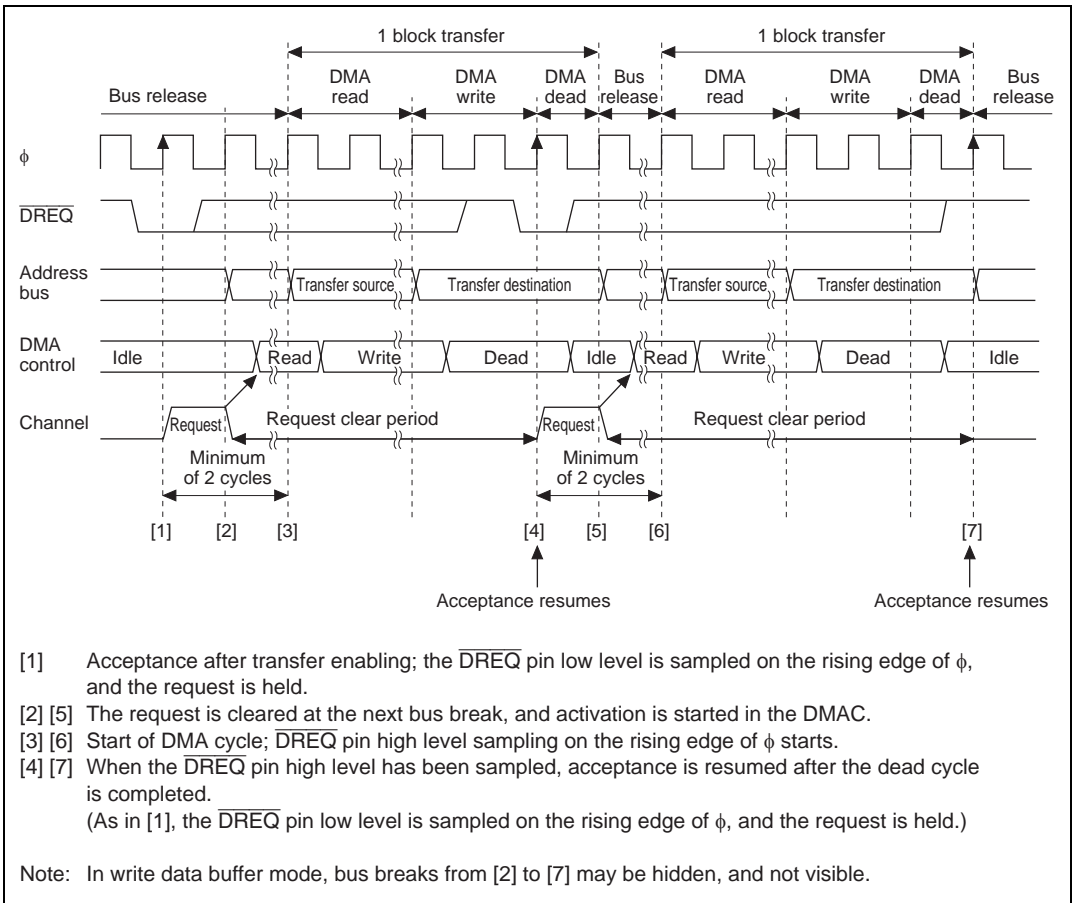 1 block transfer 1 block transfer
Bus release DMA read DMA write DMA dead Bus release DMA read DMA write DMA dead Bus release
ϕ
DREQ
Address bus Transfer source Transfer destination Transfer source Transfer destination
DMA control Idle Read Write Dead Idle Read Write Dead Idle
Channel Request Request clear period Request Request clear period
Minimum of 2 cycles Minimum of 2 cycles
[1] [2] [3] [4] [5] [6] [7]
Acceptance resumes Acceptance resumes
[1] Acceptance after transfer enabling; the DREQ pin low level is sampled on the rising edge of ϕ,
and the request is held.
[2] [5] The request is cleared at the next bus break, and activation is started in the DMAC.
[3] [6] Start of DMA cycle; DREQ pin high level sampling on the rising edge of ϕ starts.
[4] [7] When the DREQ pin high level has been sampled, acceptance is resumed after the dead cycle
is completed.
(As in [1], the DREQ pin low level is sampled on the rising edge of ϕ, and the request is held.)
Note: In write data buffer mode, bus breaks from [2] to [7] may be hidden, and not visible.